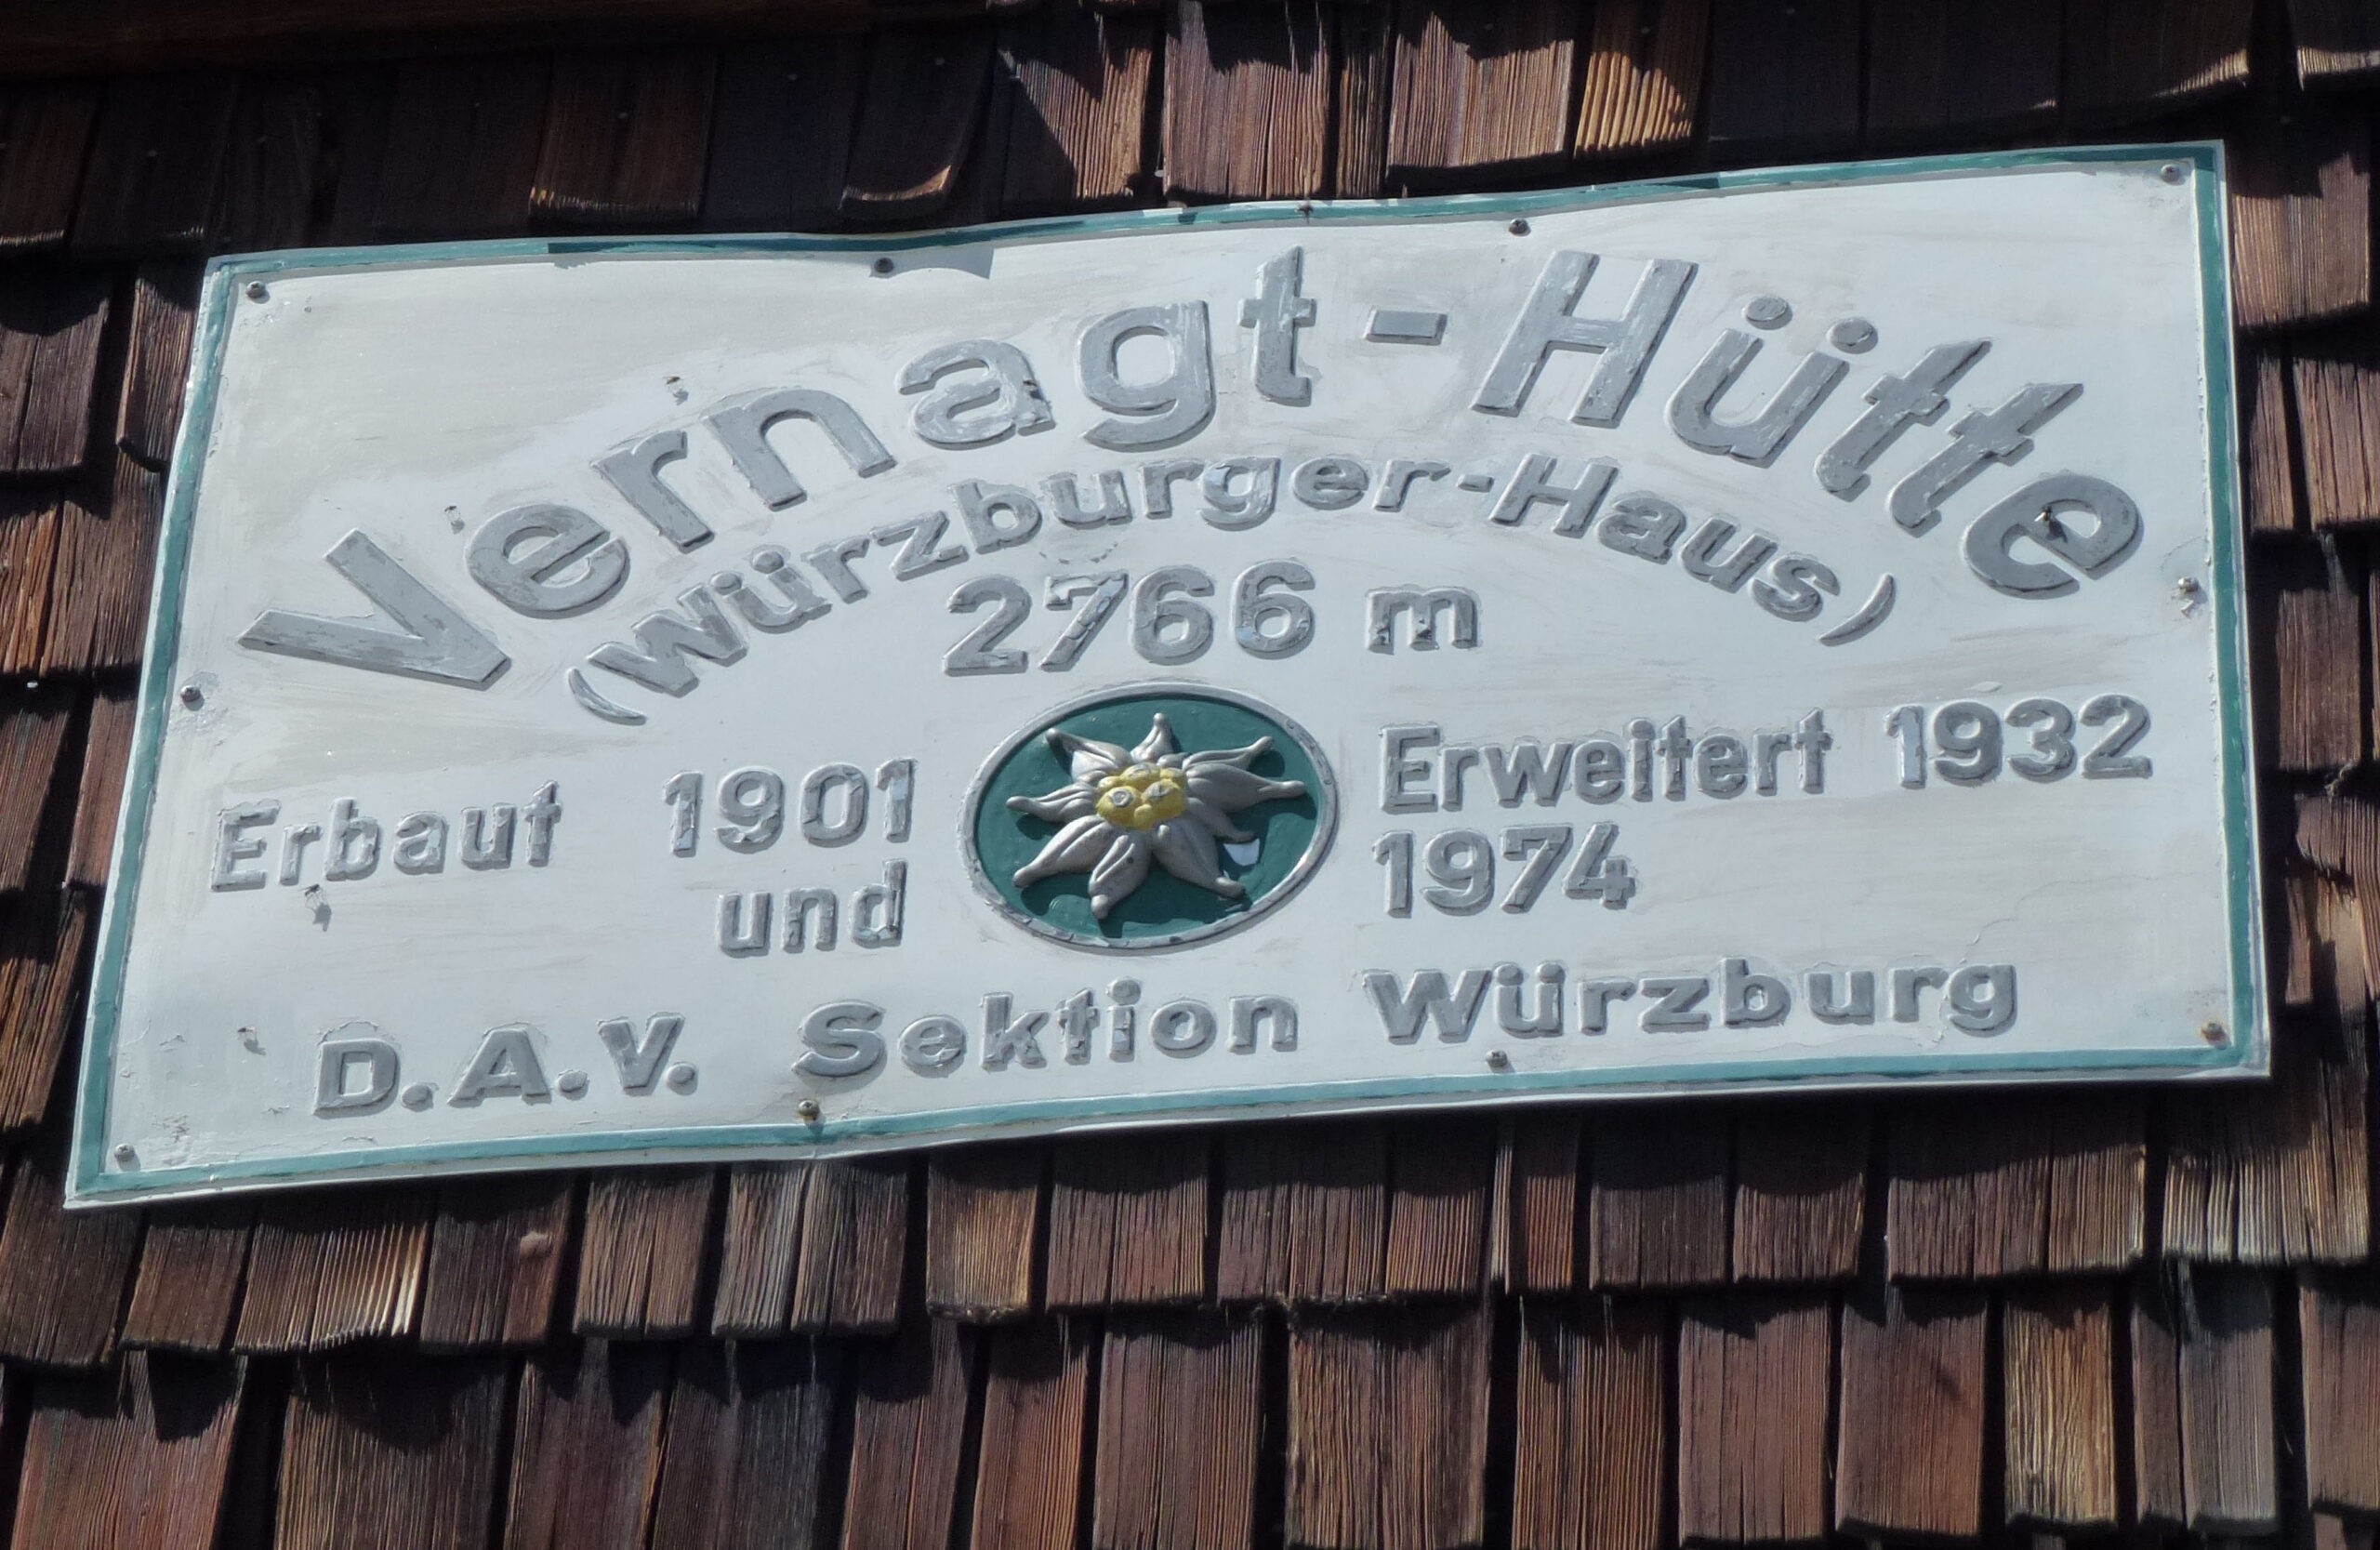 Vernagt-Hütte
(Würzburger-Haus)
2766 m
Erbaut 1901 Erweitert 1932
und 1974
D.A.V. Sektion Würzburg